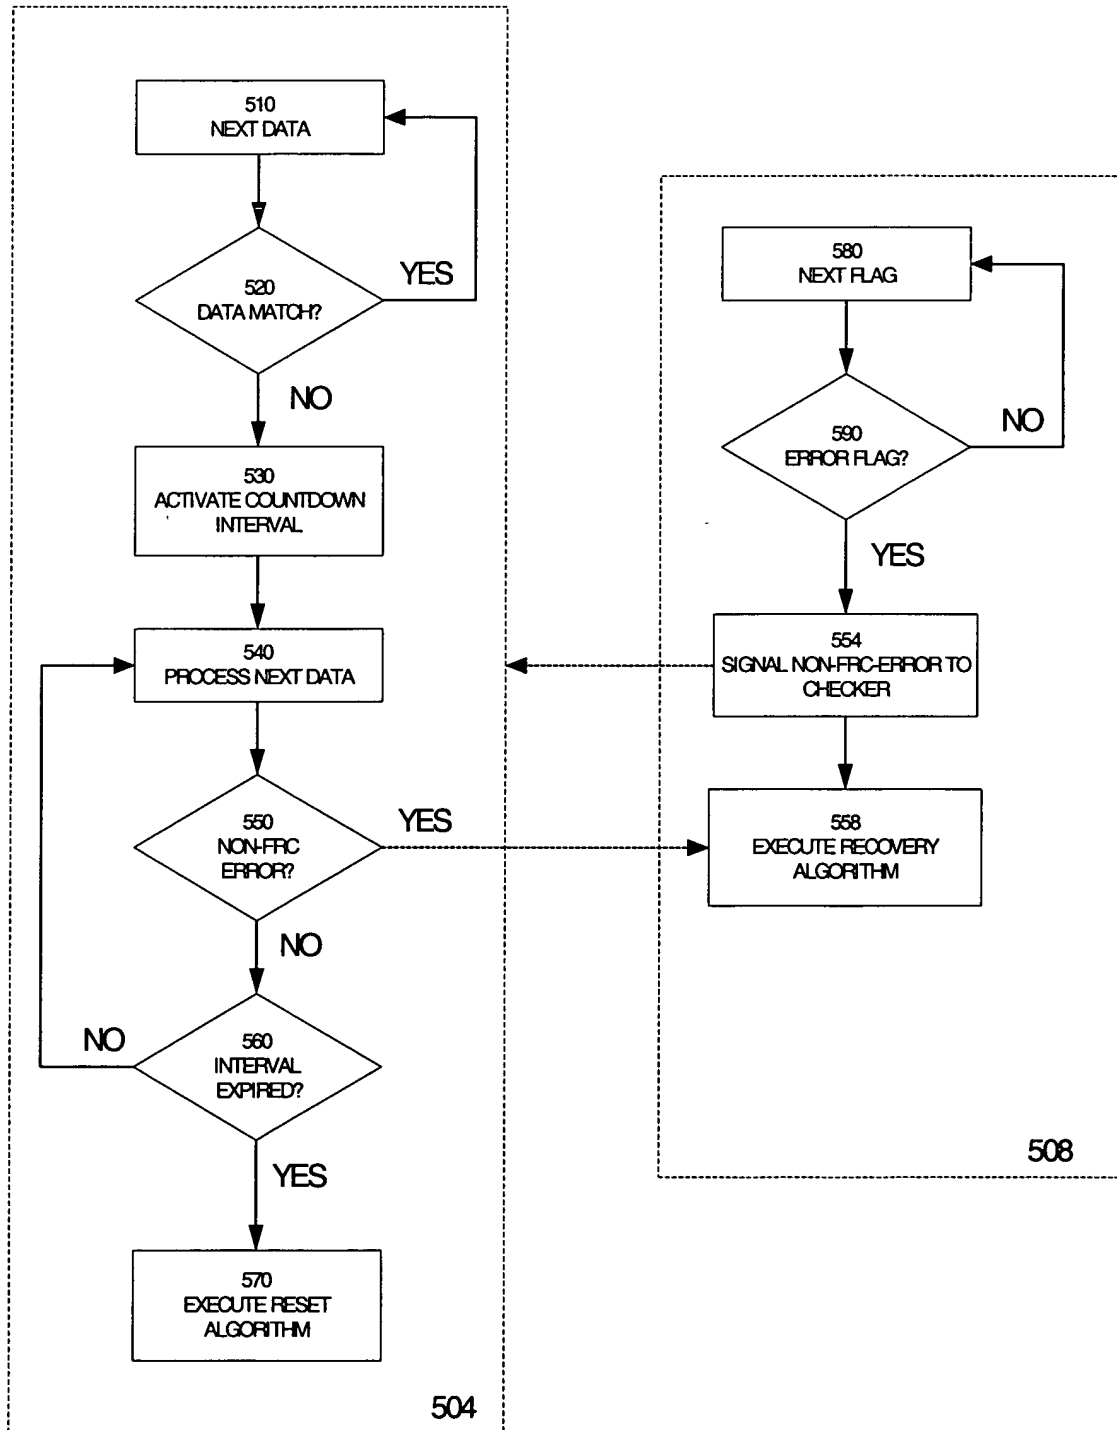 510
NEXT DATA
520
DATA MATCH?
YES
NO
530
ACTIVATE COUNTDOWN
INTERVAL
540
PROCESS NEXT DATA
550
NON-FRC
ERROR?
YES
NO
560
INTERVAL
EXPIRED?
NO
YES
570
EXECUTE RESET
ALGORITHM
504
580
NEXT FLAG
590
ERROR FLAG?
NO
YES
554
SIGNAL NON-FRC-ERROR TO
CHECKER
558
EXECUTE RECOVERY
ALGORITHM
508